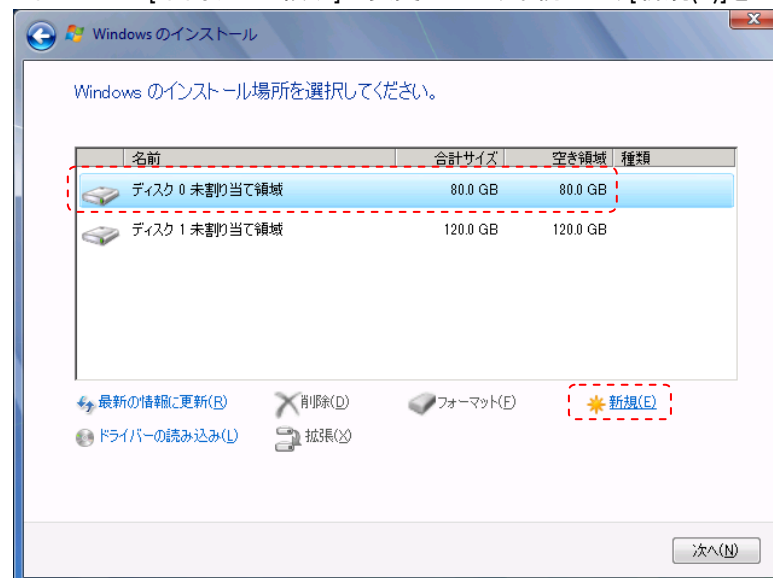 Windows のインストール
Windows のインストール場所を選択してください。
名前 合計サイズ 空き領域 種類
ディスク 0 未割り当て領域 80.0 GB 80.0 GB
ディスク 1 未割り当て領域 120.0 GB 120.0 GB
最新の情報に更新(R) 削除(D) フォーマット(F) 新規(E)
ドライバーの読み込み(L) 拡張(X)
次へ(N)